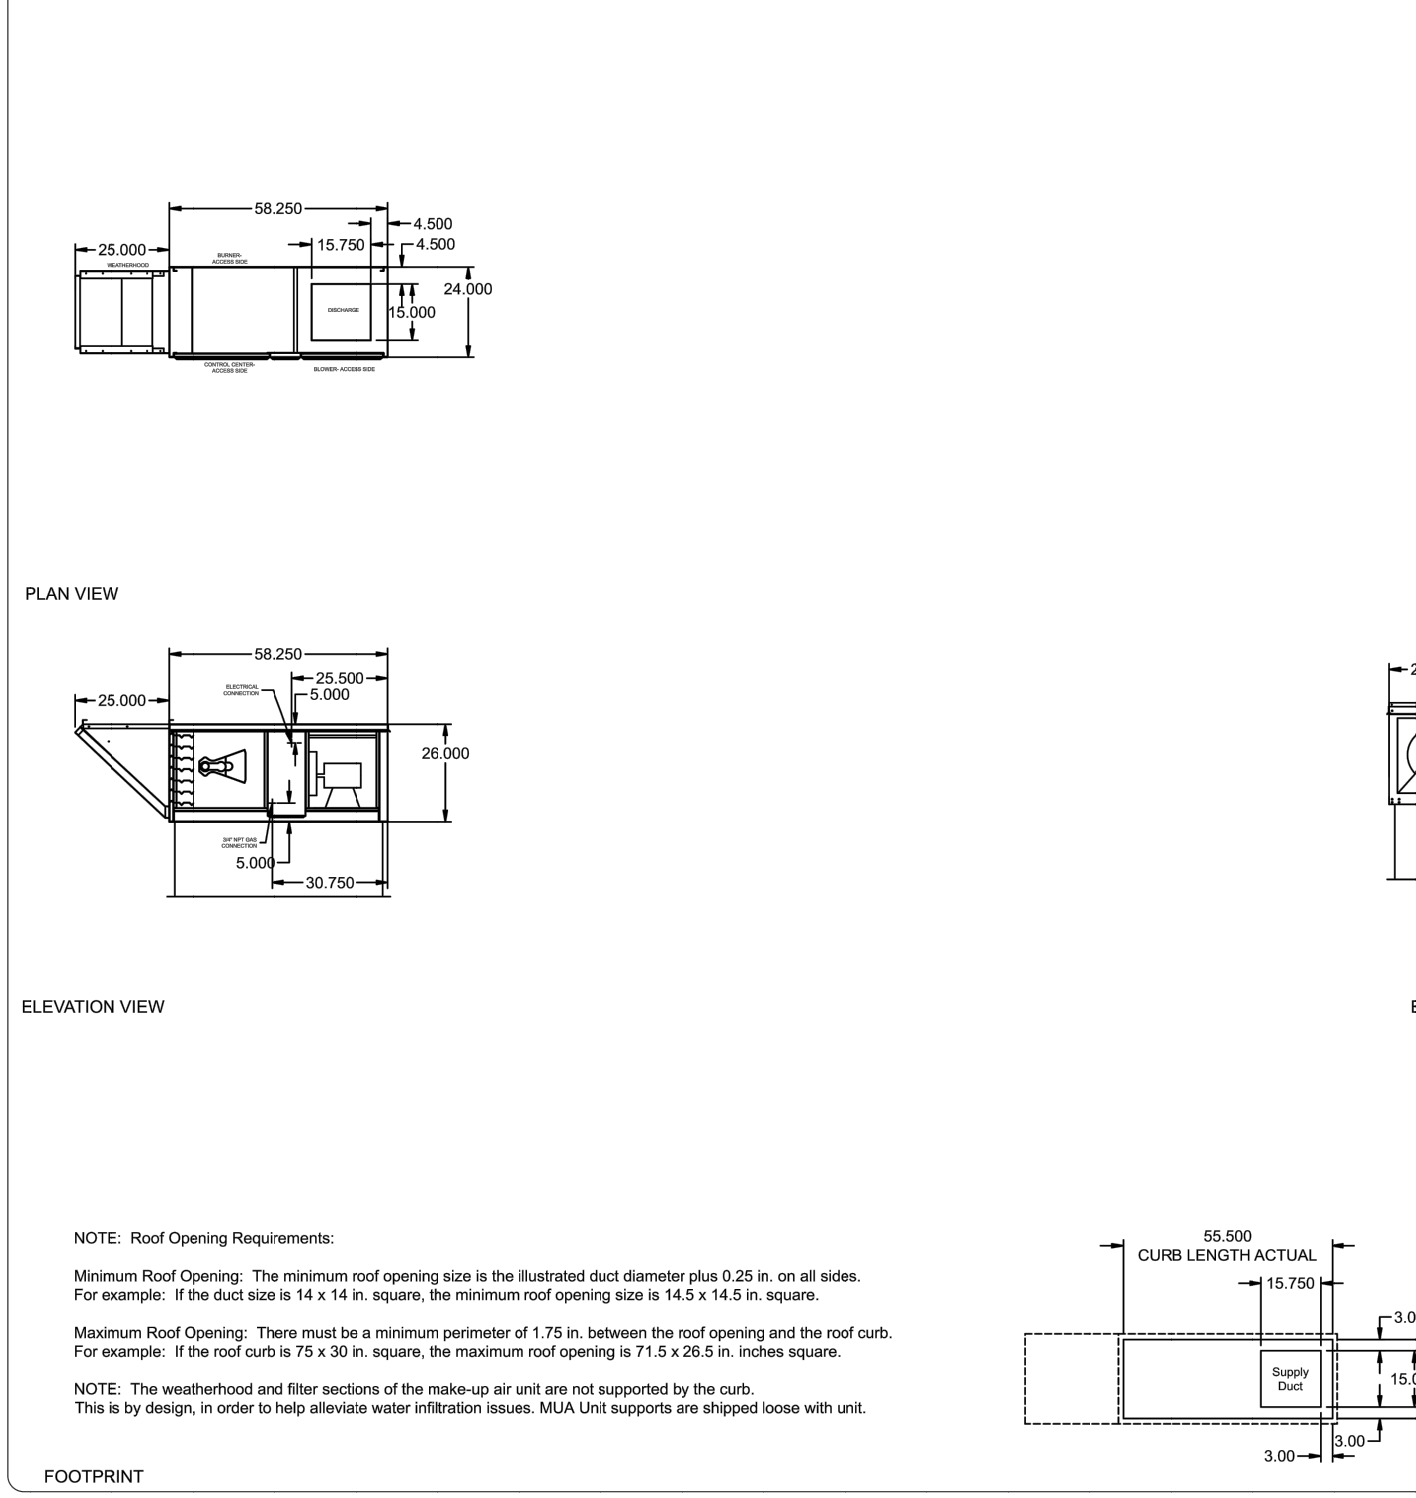 58.250
4.500
15.750
4.500
25.000
WEATHERHOOD
BURNER-
ACCESS SIDE
24.000
DISCHARGE
15.000
CONTROL CENTER-
ACCESS SIDE
BLOWER- ACCESS SIDE
PLAN VIEW
58.250
25.500
ELECTRICAL
CONNECTION
5.000
25.000
26.000
3/4" NPT GAS
CONNECTION
5.000
30.750
2
ELEVATION VIEW
E
NOTE: Roof Opening Requirements:
Minimum Roof Opening: The minimum roof opening size is the illustrated duct diameter plus 0.25 in. on all sides.
For example: If the duct size is 14 x 14 in. square, the minimum roof opening size is 14.5 x 14.5 in. square.
Maximum Roof Opening: There must be a minimum perimeter of 1.75 in. between the roof opening and the roof curb.
For example: If the roof curb is 75 x 30 in. square, the maximum roof opening is 71.5 x 26.5 in. inches square.
NOTE: The weatherhood and filter sections of the make-up air unit are not supported by the curb.
This is by design, in order to help alleviate water infiltration issues. MUA Unit supports are shipped loose with unit.
55.500
CURB LENGTH ACTUAL
15.750
3.0
Supply
Duct
15.0
3.00
3.00
FOOTPRINT